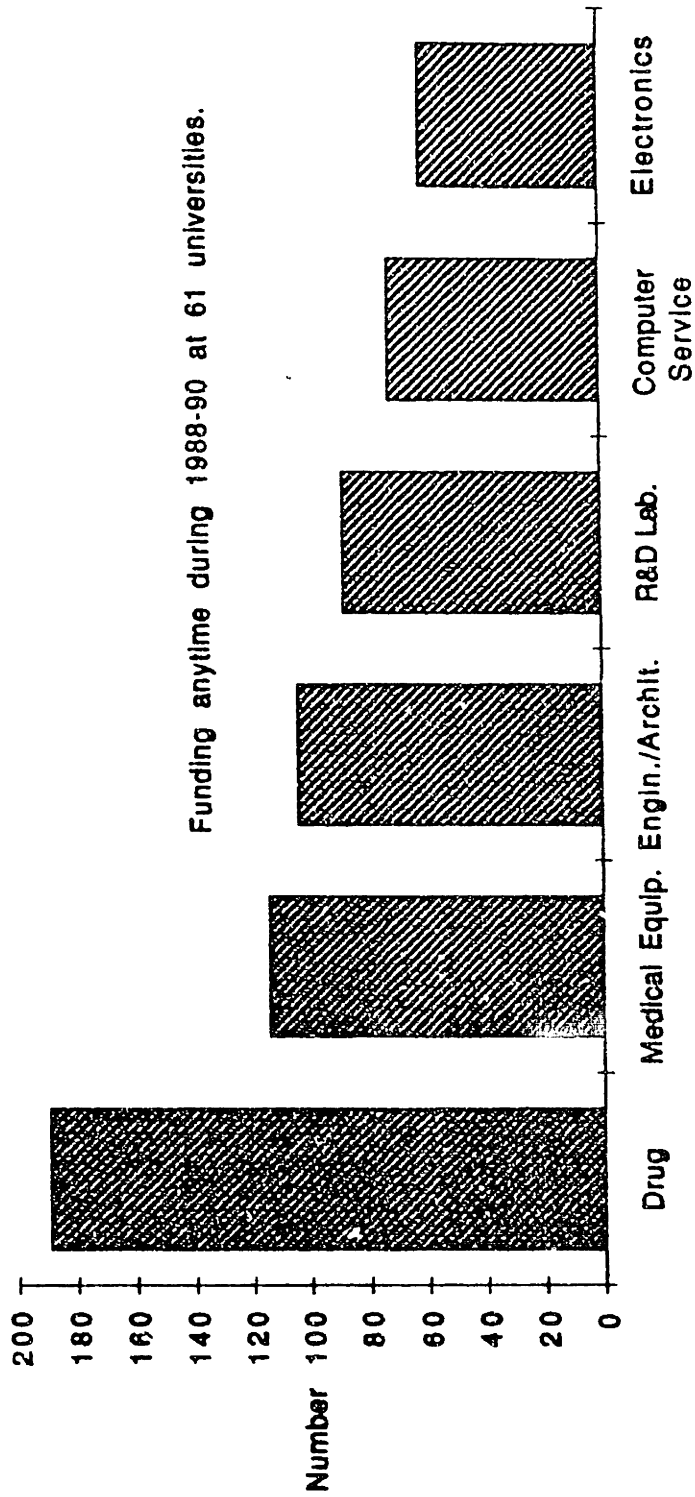 Funding anytime during 1988-90 at 61 universities.
Number
200
180
160
140
120
100
80
60
40
20
0
Drug
Medical Equip.
Engin./Archit.
R&D Lab.
Computer
Service
Electronics